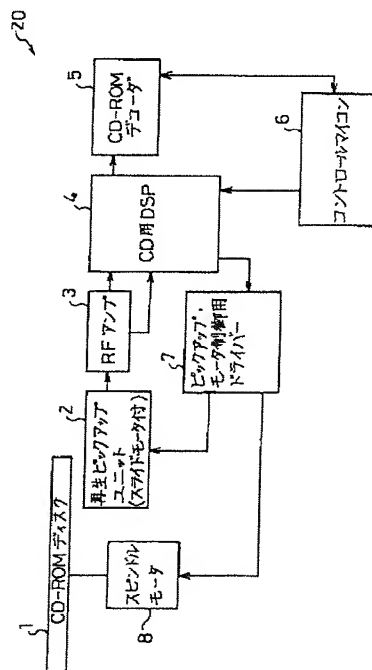 20
1
CD-ROMディスク
2
再生ピックアップ
ユニット
(スライドモータ付)
3
RFアンプ
4
CD用DSP
5
CD-ROM
デコーダ
6
コントロールマイコン
7
ピックアップ・
モータ制御用
ドライバー
8
スピンドル
モータ